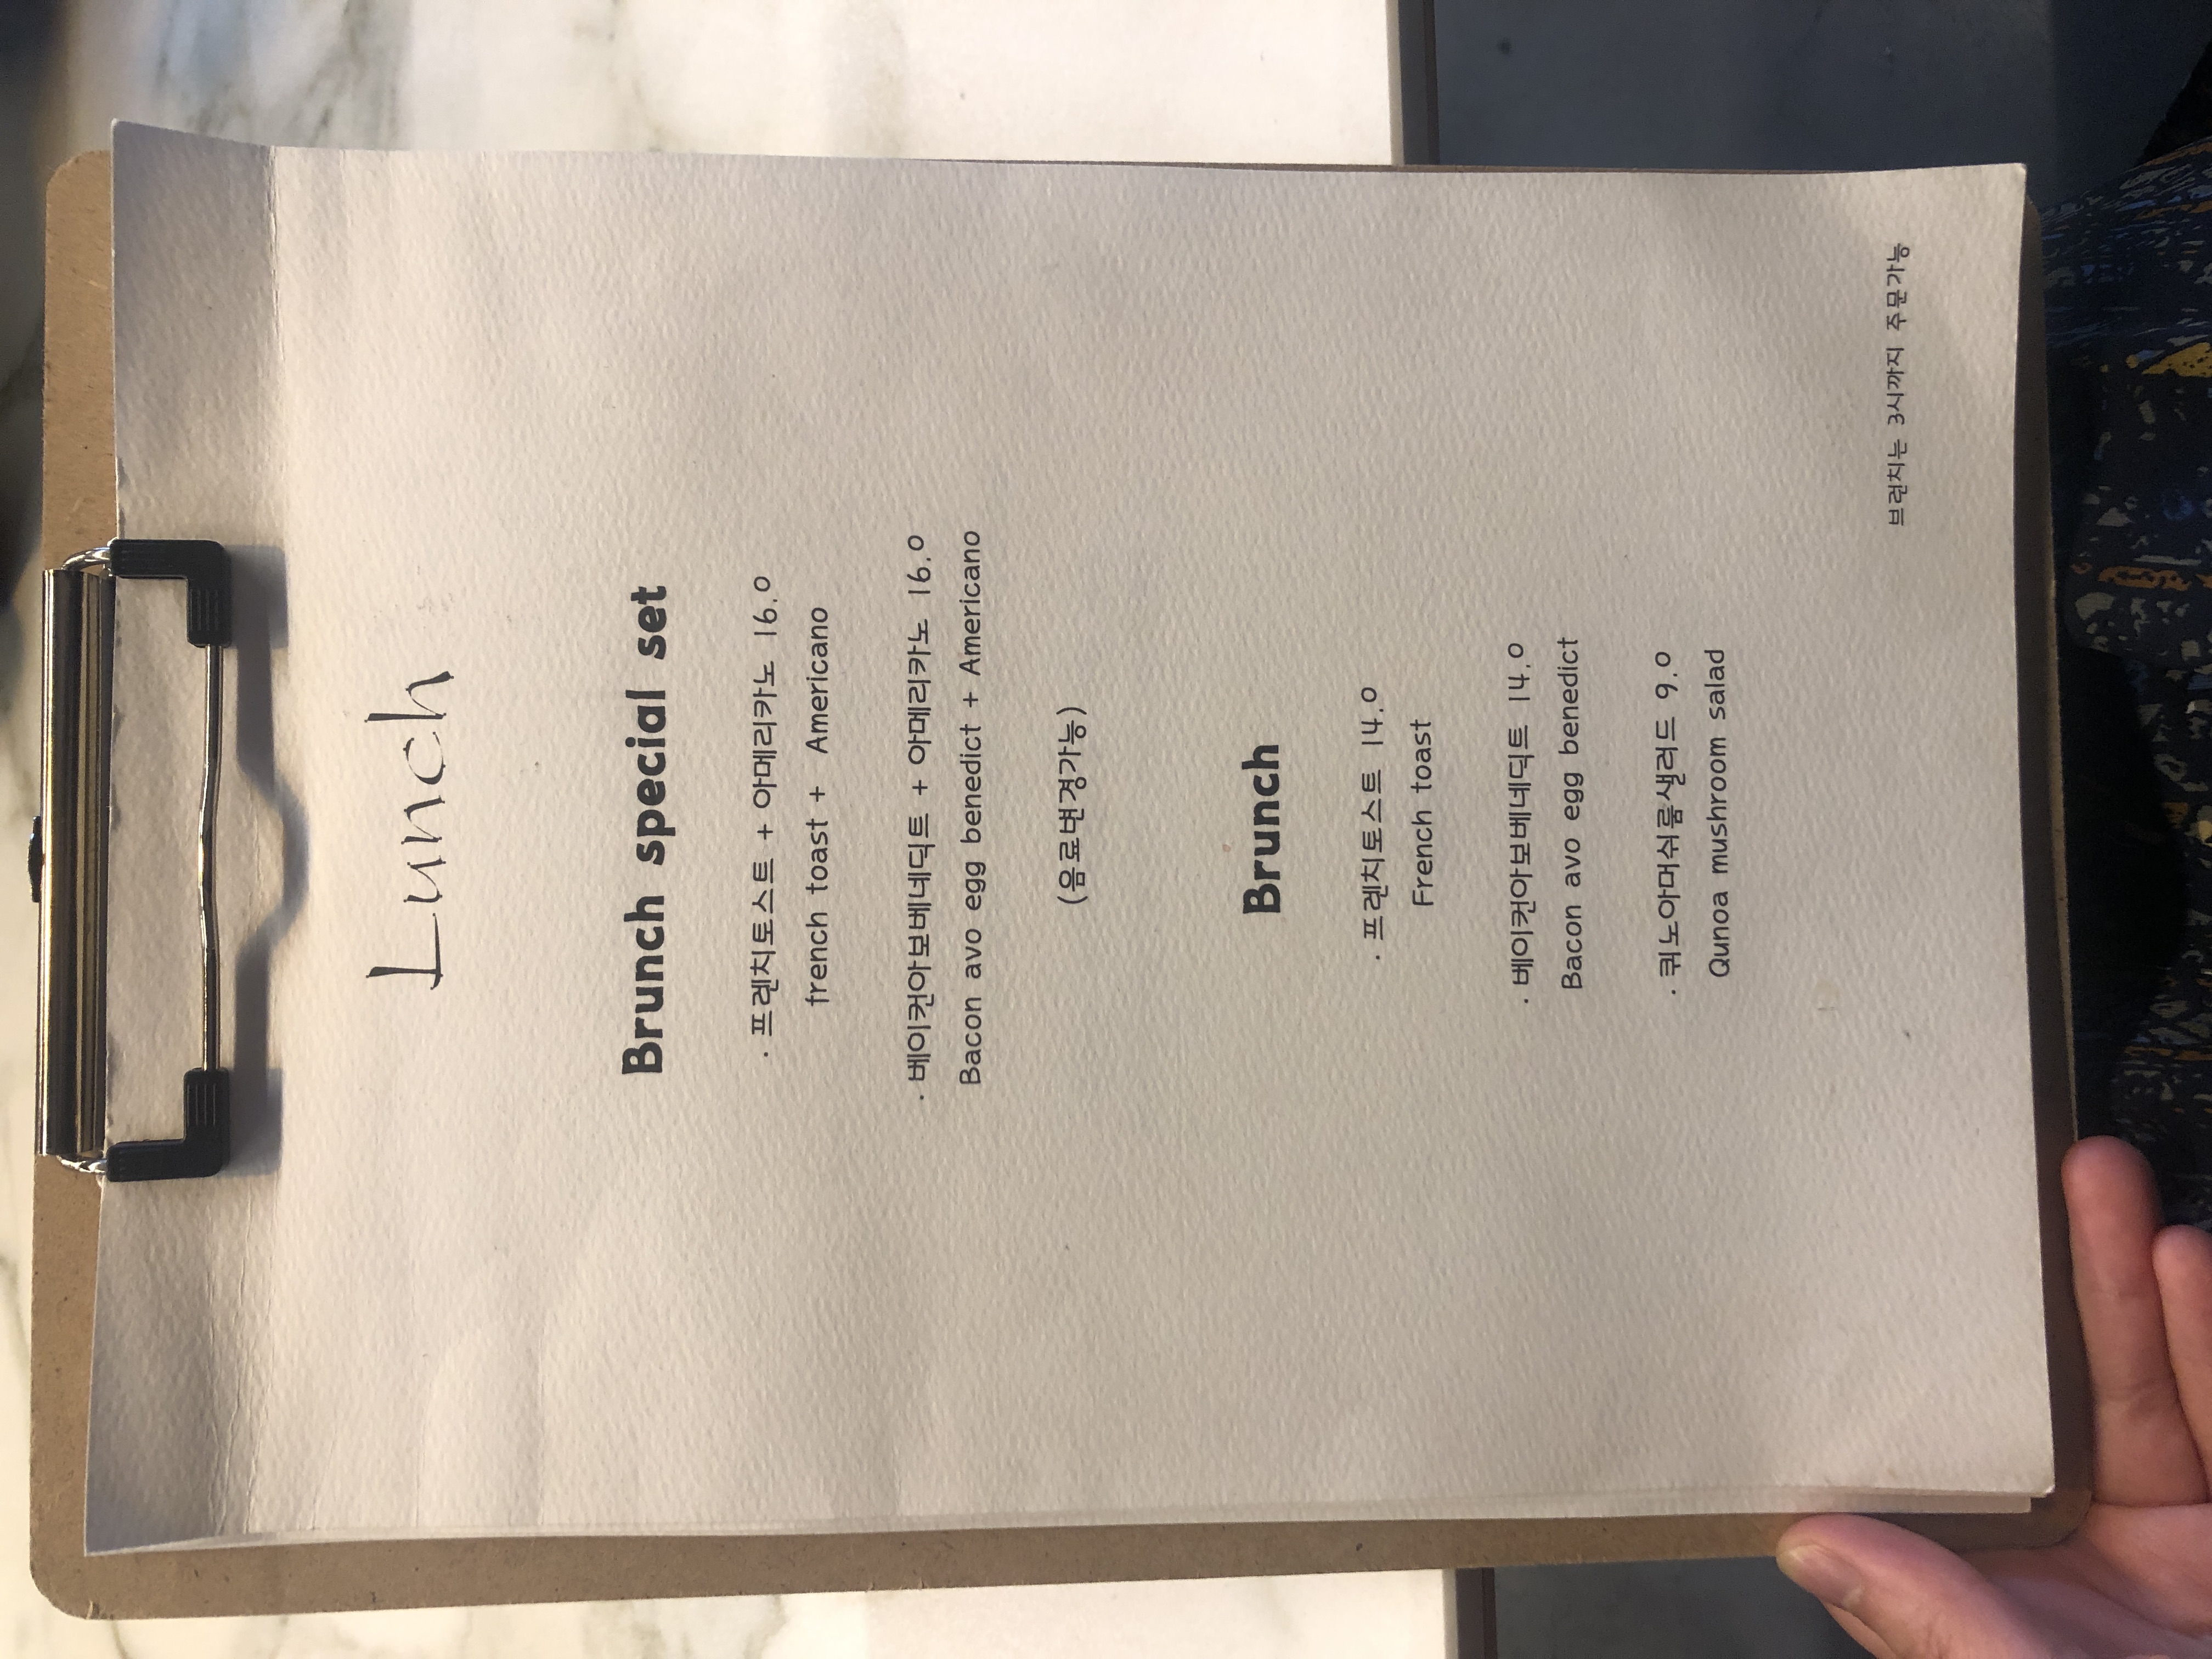 Lunch
Brunch special set
· 프렌치토스트 + 아메리카노 16.0
french toast + Americano
· 베이컨아보베네딕트 + 아메리카노 16.0
Bacon avo egg benedict + Americano
(음료변경가능)
Brunch
· 프렌치토스트 14.0
French toast
· 베이컨아보베네딕트 14.0
Bacon avo egg benedict
· 퀴노아머쉬룸샐러드 9.0
Qunoa mushroom salad
브런치는 3시까지 주문가능